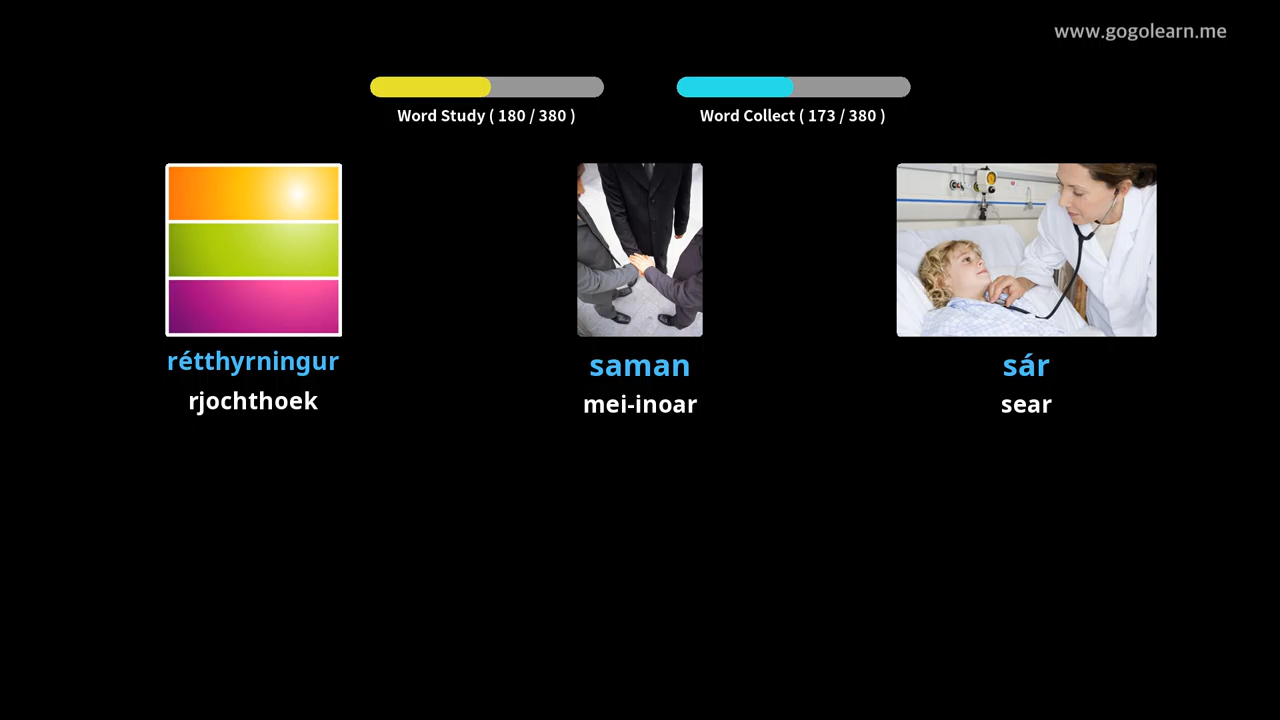 www.gogolearn.me
Word Study ( 180 / 380 )
Word Collect ( 173 / 380 )
rétthyrningur
rjochthoek
saman
mei-inoar
sár
sear